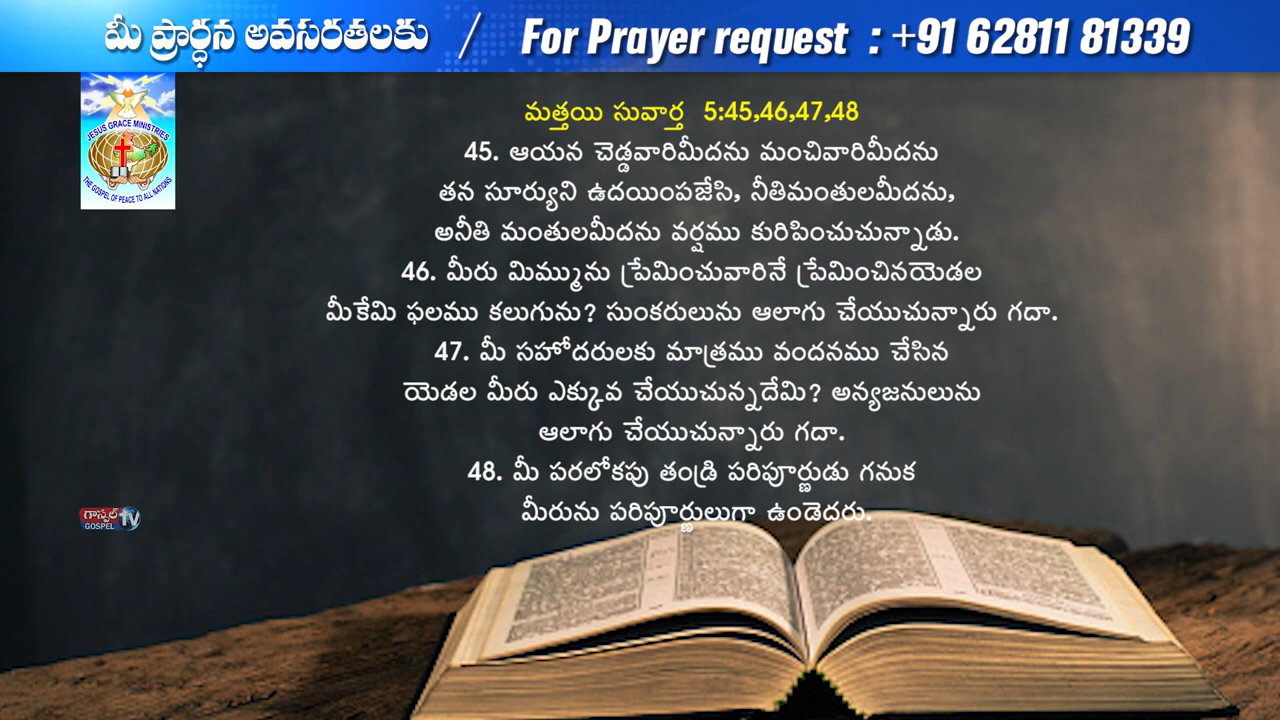 మీ ప్రార్ధన అవసరతలకు / For Prayer request : +91 62811 81339
JESUS GRACE MINISTRIES
THE GOSPEL OF PEACE TO ALL NATIONS
మత్తయి సువార్త 5:45,46,47,48
45. ఆయన చెడ్డవారిమీదను మంచివారిమీదను
తన సూర్యుని ఉదయింపజేసి, నీతిమంతులమీదను,
అనీతి మంతులమీదను వర్షము కురిపించుచున్నాడు.
46. మీరు మిమ్మును ప్రేమించువారినే ప్రేమించినయెడల
మీకేమి ఫలము కలుగును? సుంకరులును ఆలాగు చేయుచున్నారు గదా.
47. మీ సహోదరులకు మాత్రము వందనము చేసిన
యెడల మీరు ఎక్కువ చేయుచున్నదేమి? అన్యజనులును
ఆలాగు చేయుచున్నారు గదా.
48. మీ పరలోకపు తండ్రి పరిపూర్ణుడు గనుక
మీరును పరిపూర్ణులుగా ఉండెదరు.
గాస్పల్ TV
GOSPEL